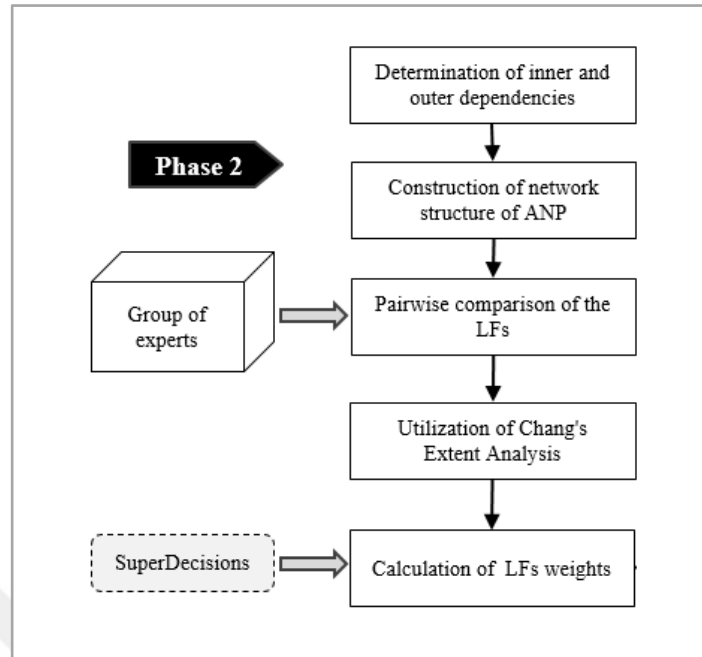 Determination of inner and
outer dependencies
Phase 2
Construction of network
structure of ANP
Group of
experts
Pairwise comparison of the
LFs
Utilization of Chang's
Extent Analysis
SuperDecisions
Calculation of LFs weights